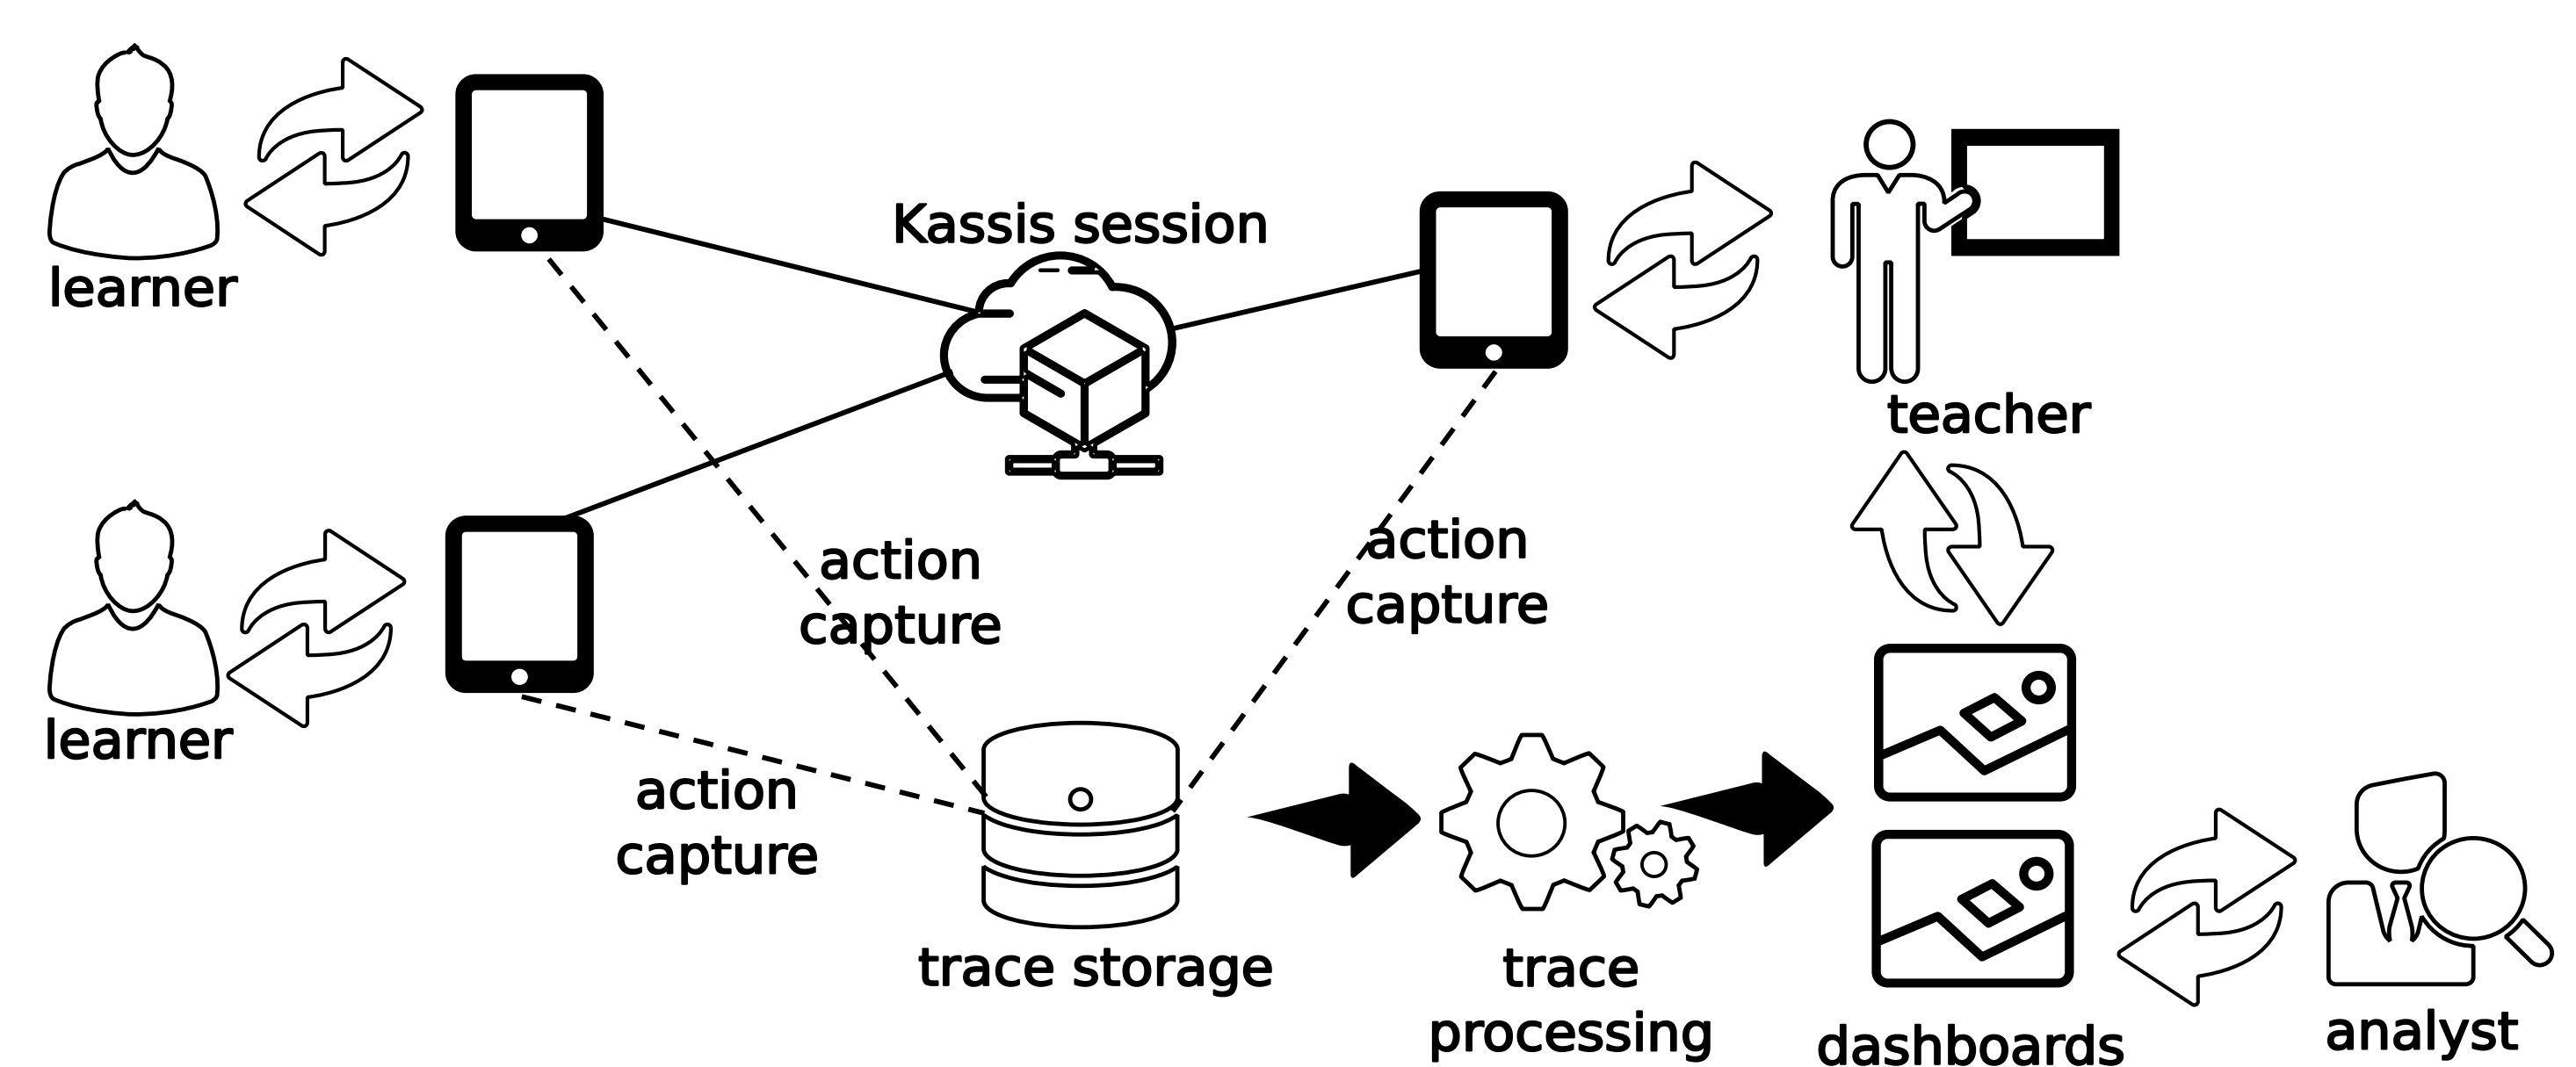 learner
Kassis session
teacher
learner
action
capture
action
capture
action
capture
trace storage
trace
processing
dashboards
analyst